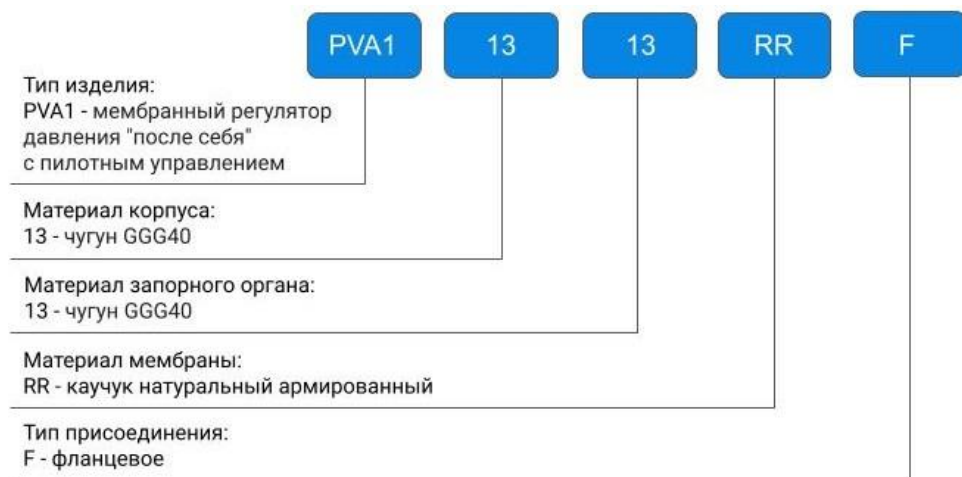 PVA1 13 13 RR F
Тип изделия:
PVA1 - мембранный регулятор
давления "после себя"
с пилотным управлением
Материал корпуса:
13 - чугун GGG40
Материал запорного органа:
13 - чугун GGG40
Материал мембраны:
RR - каучук натуральный армированный
Тип присоединения:
F - фланцевое